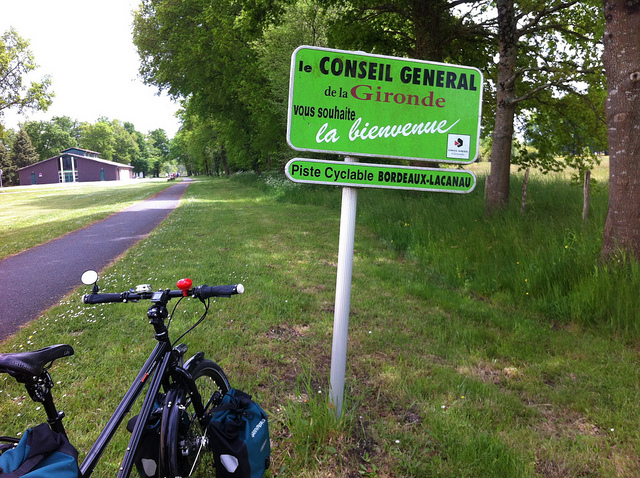 le CONSEIL GENERAL
de la Gironde
vous souhaite
la bienvenue
Piste Cyclable BORDEAUX-LACANAU